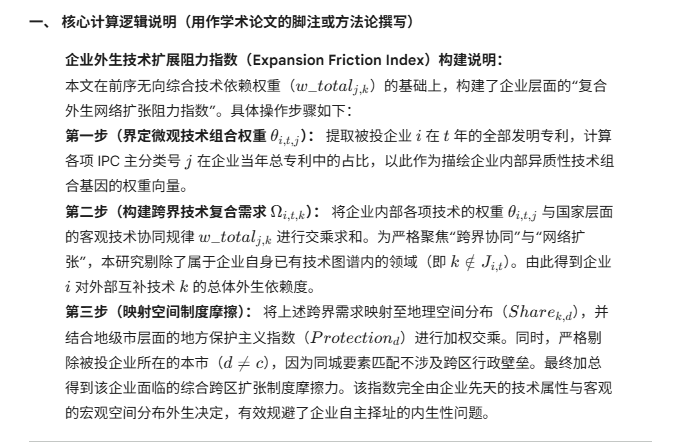 一、 核心计算逻辑说明（用作学术论文的脚注或方法论撰写）
企业外生技术扩展阻力指数（Expansion Friction Index）构建说明：
本文在前序无向综合技术依赖权重（w_total_{j,k}）的基础上，构建了企业层面的“复合
外生网络扩张阻力指数”。具体操作步骤如下：
第一步（界定微观技术组合权重 θ_{i,t,j}）： 提取被投企业 i 在 t 年的全部发明专利，计算
各项 IPC 主分类号 j 在企业当年总专利中的占比，以此作为描绘企业内部异质性技术组
合基因的权重向量。
第二步（构建跨界技术复合需求 Ω_{i,t,k}）： 将企业内部各项技术的权重 θ_{i,t,j} 与国家层面
的客观技术协同规律 w_total_{j,k} 进行交乘求和。为严格聚焦“跨界协同”与“网络扩
张”，本研究剔除了属于企业自身已有技术图谱内的领域（即 k ∉ J_{i,t}）。由此得到企业
i 对外部互补技术 k 的总体外生依赖度。
第三步（映射空间制度摩擦）： 将上述跨界需求映射至地理空间分布（Share_{k,d}），并
结合地级市层面的地方保护主义指数（Protection_d）进行加权交乘。同时，严格剔
除被投企业所在的本市（d ≠ c），因为同城要素匹配不涉及跨区行政壁垒。最终加总
得到该企业面临的综合跨区扩张制度摩擦力。该指数完全由企业先天的技术属性与客观
的宏观空间分布外生决定，有效规避了企业自主择址的内生性问题。